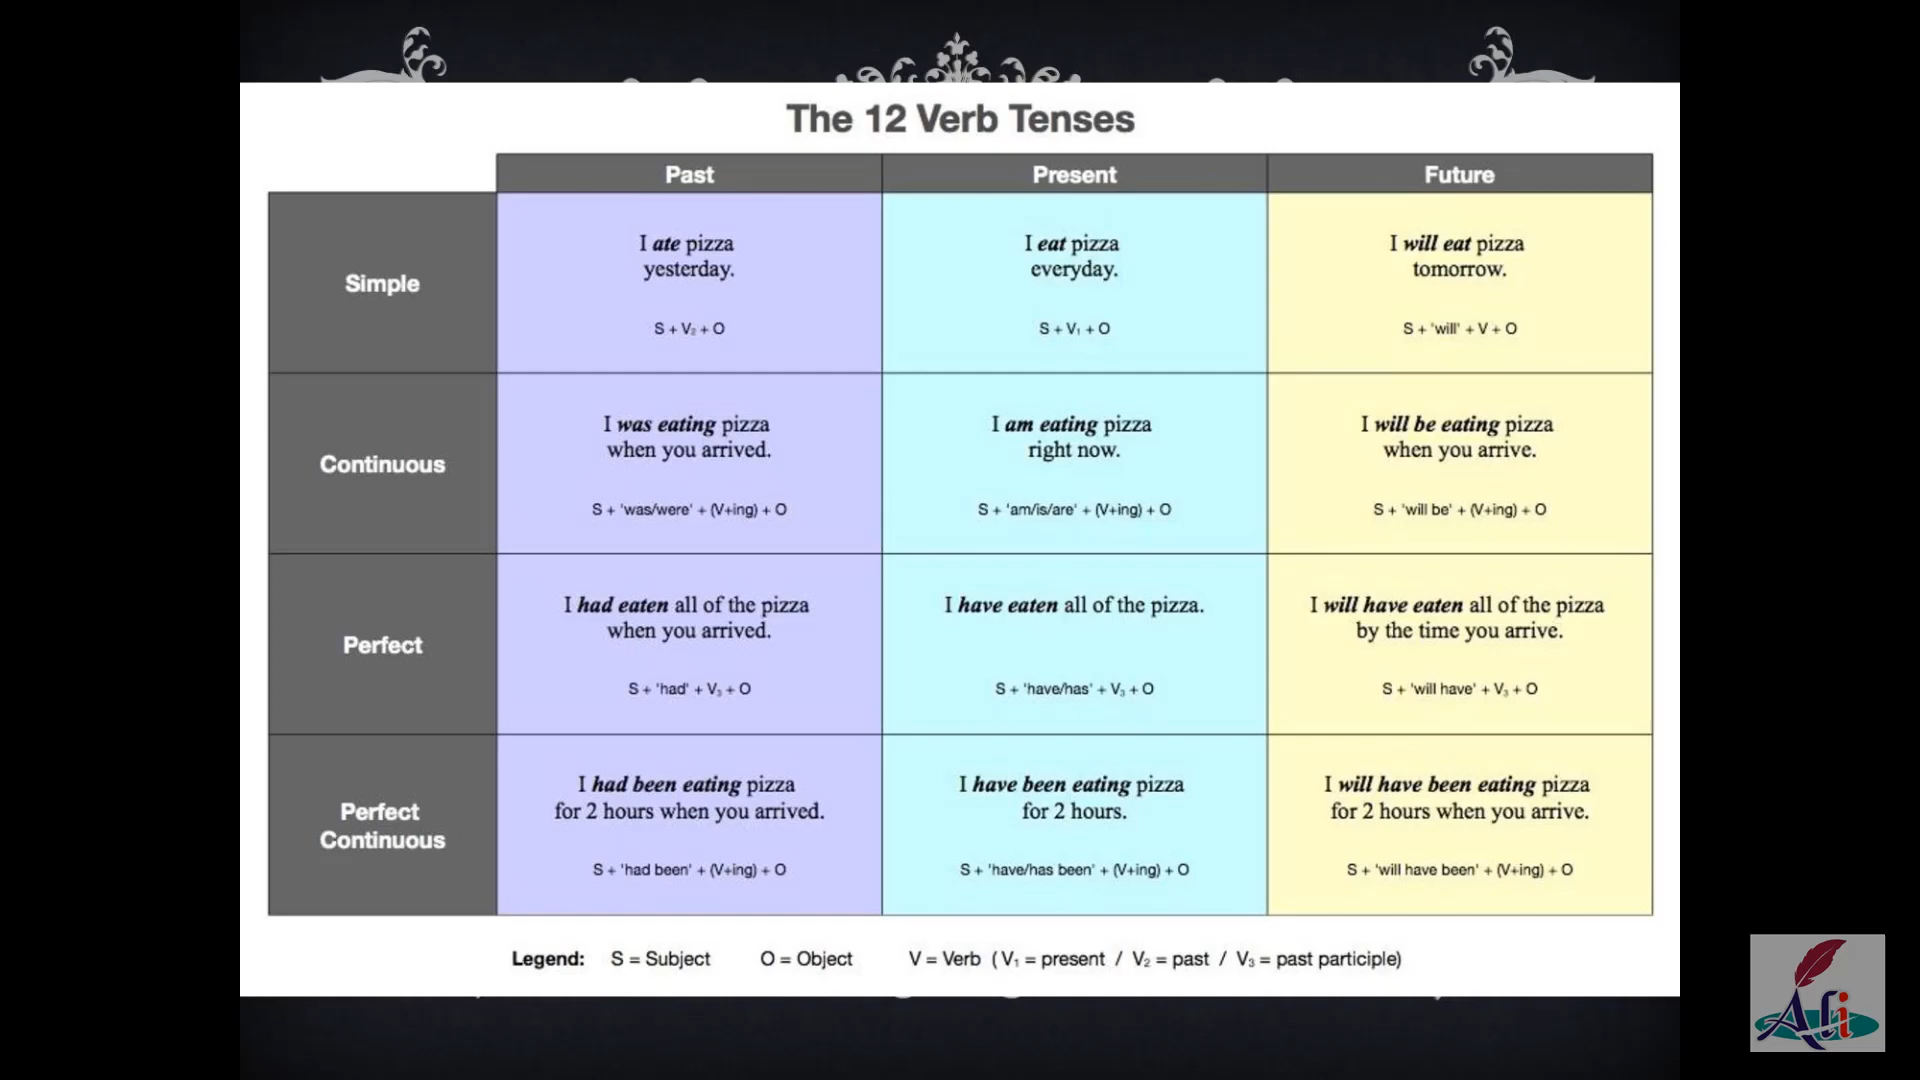 The 12 Verb Tenses
Past Present Future
Simple
I ate pizza
yesterday.
S + V₂ + O
I eat pizza
everyday.
S + V₁ + O
I will eat pizza
tomorrow.
S + 'will' + V + O
Continuous
I was eating pizza
when you arrived.
S + 'was/were' + (V+ing) + O
I am eating pizza
right now.
S + 'am/is/are' + (V+ing) + O
I will be eating pizza
when you arrive.
S + 'will be' + (V+ing) + O
Perfect
I had eaten all of the pizza
when you arrived.
S + 'had' + V₃ + O
I have eaten all of the pizza.
S + 'have/has' + V₃ + O
I will have eaten all of the pizza
by the time you arrive.
S + 'will have' + V₃ + O
Perfect
Continuous
I had been eating pizza
for 2 hours when you arrived.
S + 'had been' + (V+ing) + O
I have been eating pizza
for 2 hours.
S + 'have/has been' + (V+ing) + O
I will have been eating pizza
for 2 hours when you arrive.
S + 'will have been' + (V+ing) + O
Legend: S = Subject O = Object V = Verb ( V₁ = present / V₂ = past / V₃ = past participle)